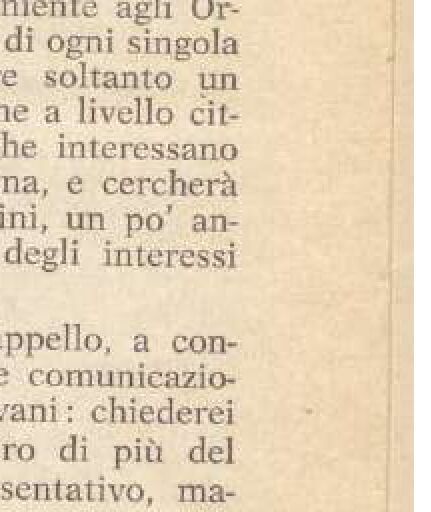 niente agli Or-
di ogni singola
e soltanto un
ne a livello cit-
he interessano
na, e cercherà
ini, un po' an-
degli interessi
appello, a con-
e comunicazio-
vani: chiederei
ro di più del
sentativo, ma-